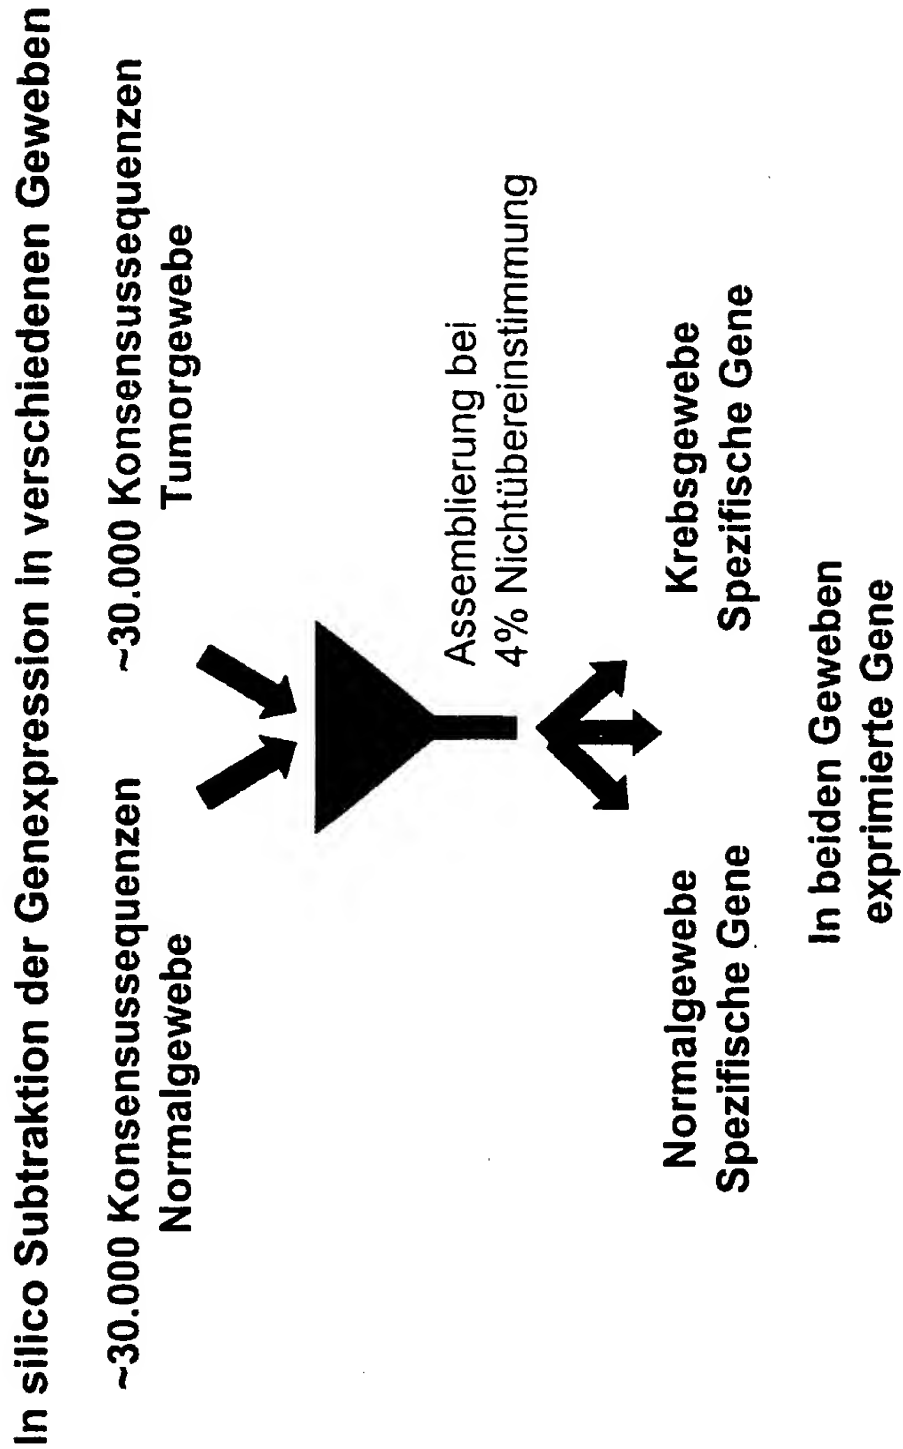 In silico Subtraktion der Genexpression in verschiedenen Geweben
~30.000 Konsensussequenzen
Normalgewebe
~30.000 Konsensussequenzen
Tumorgewebe
Assemblierung bei
4% Nichtübereinstimmung
Normalgewebe
Spezifische Gene
In beiden Geweben
exprimierte Gene
Krebsgewebe
Spezifische Gene